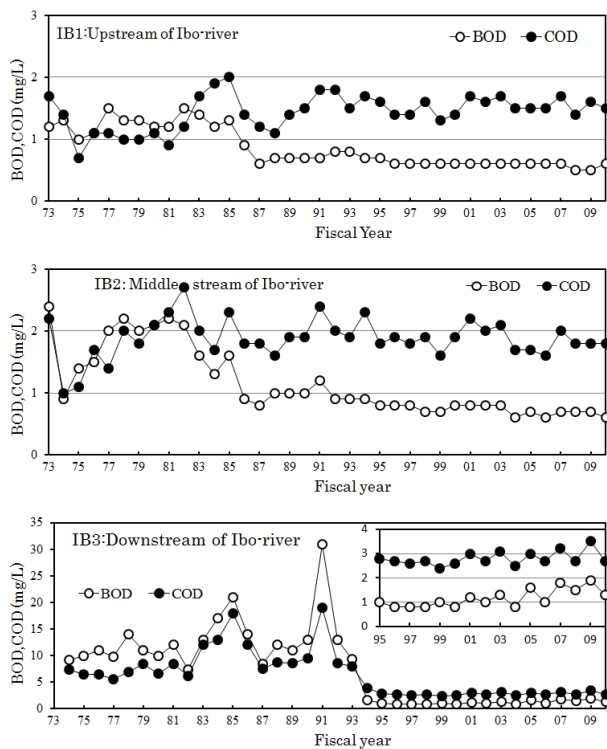 IB1:Upstream of Ibo-river
BOD COD
BOD,COD (mg/L)
3
2
1
0
73 75 77 79 81 83 85 87 89 91 93 95 97 99 01 03 05 07 09
Fiscal Year
IB2: Middle stream of Ibo-river
BOD COD
BOD,COD (mg/L)
3
2
1
0
73 75 77 79 81 83 85 87 89 91 93 95 97 99 01 03 05 07 09
Fiscal year
IB3:Downstream of Ibo-river
BOD COD
BOD,COD (mg/L)
35
30
25
20
15
10
5
0
4
3
2
1
0
95 97 99 01 03 05 07 09
73 75 77 79 81 83 85 87 89 91 93 95 97 99 01 03 05 07 09
Fiscal year